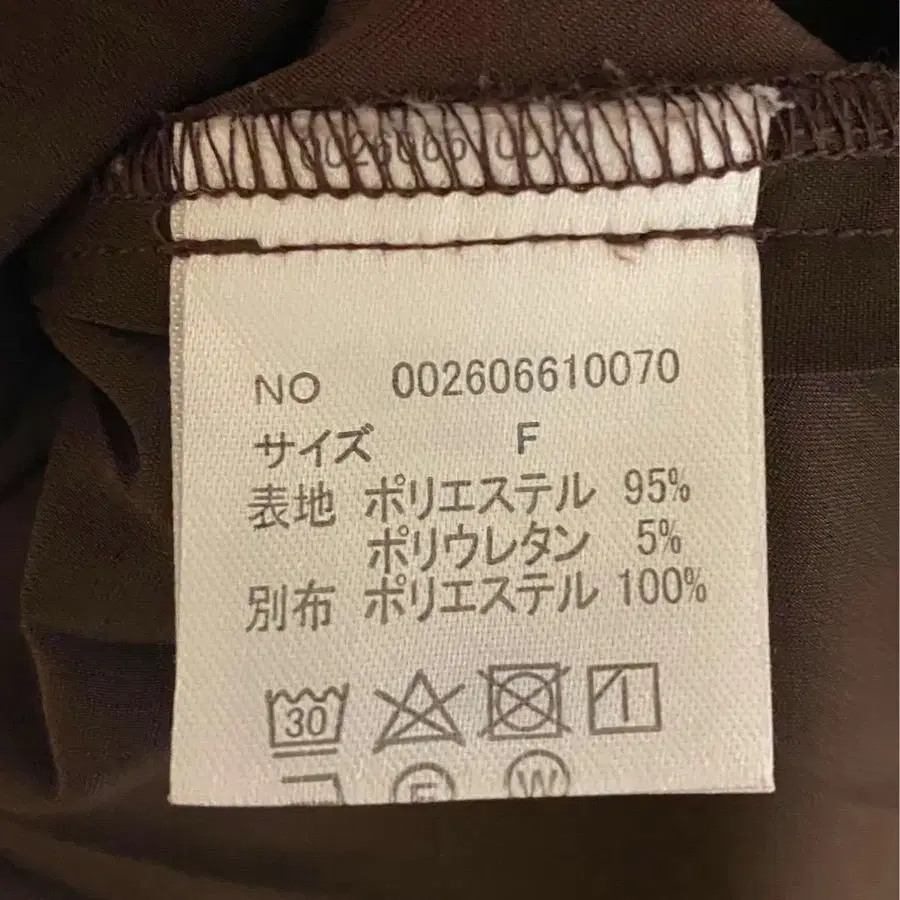 NO 002606610070
サイズ F
表地 ポリエステル 95%
ポリウレタン 5%
別布 ポリエステル 100%
30
W